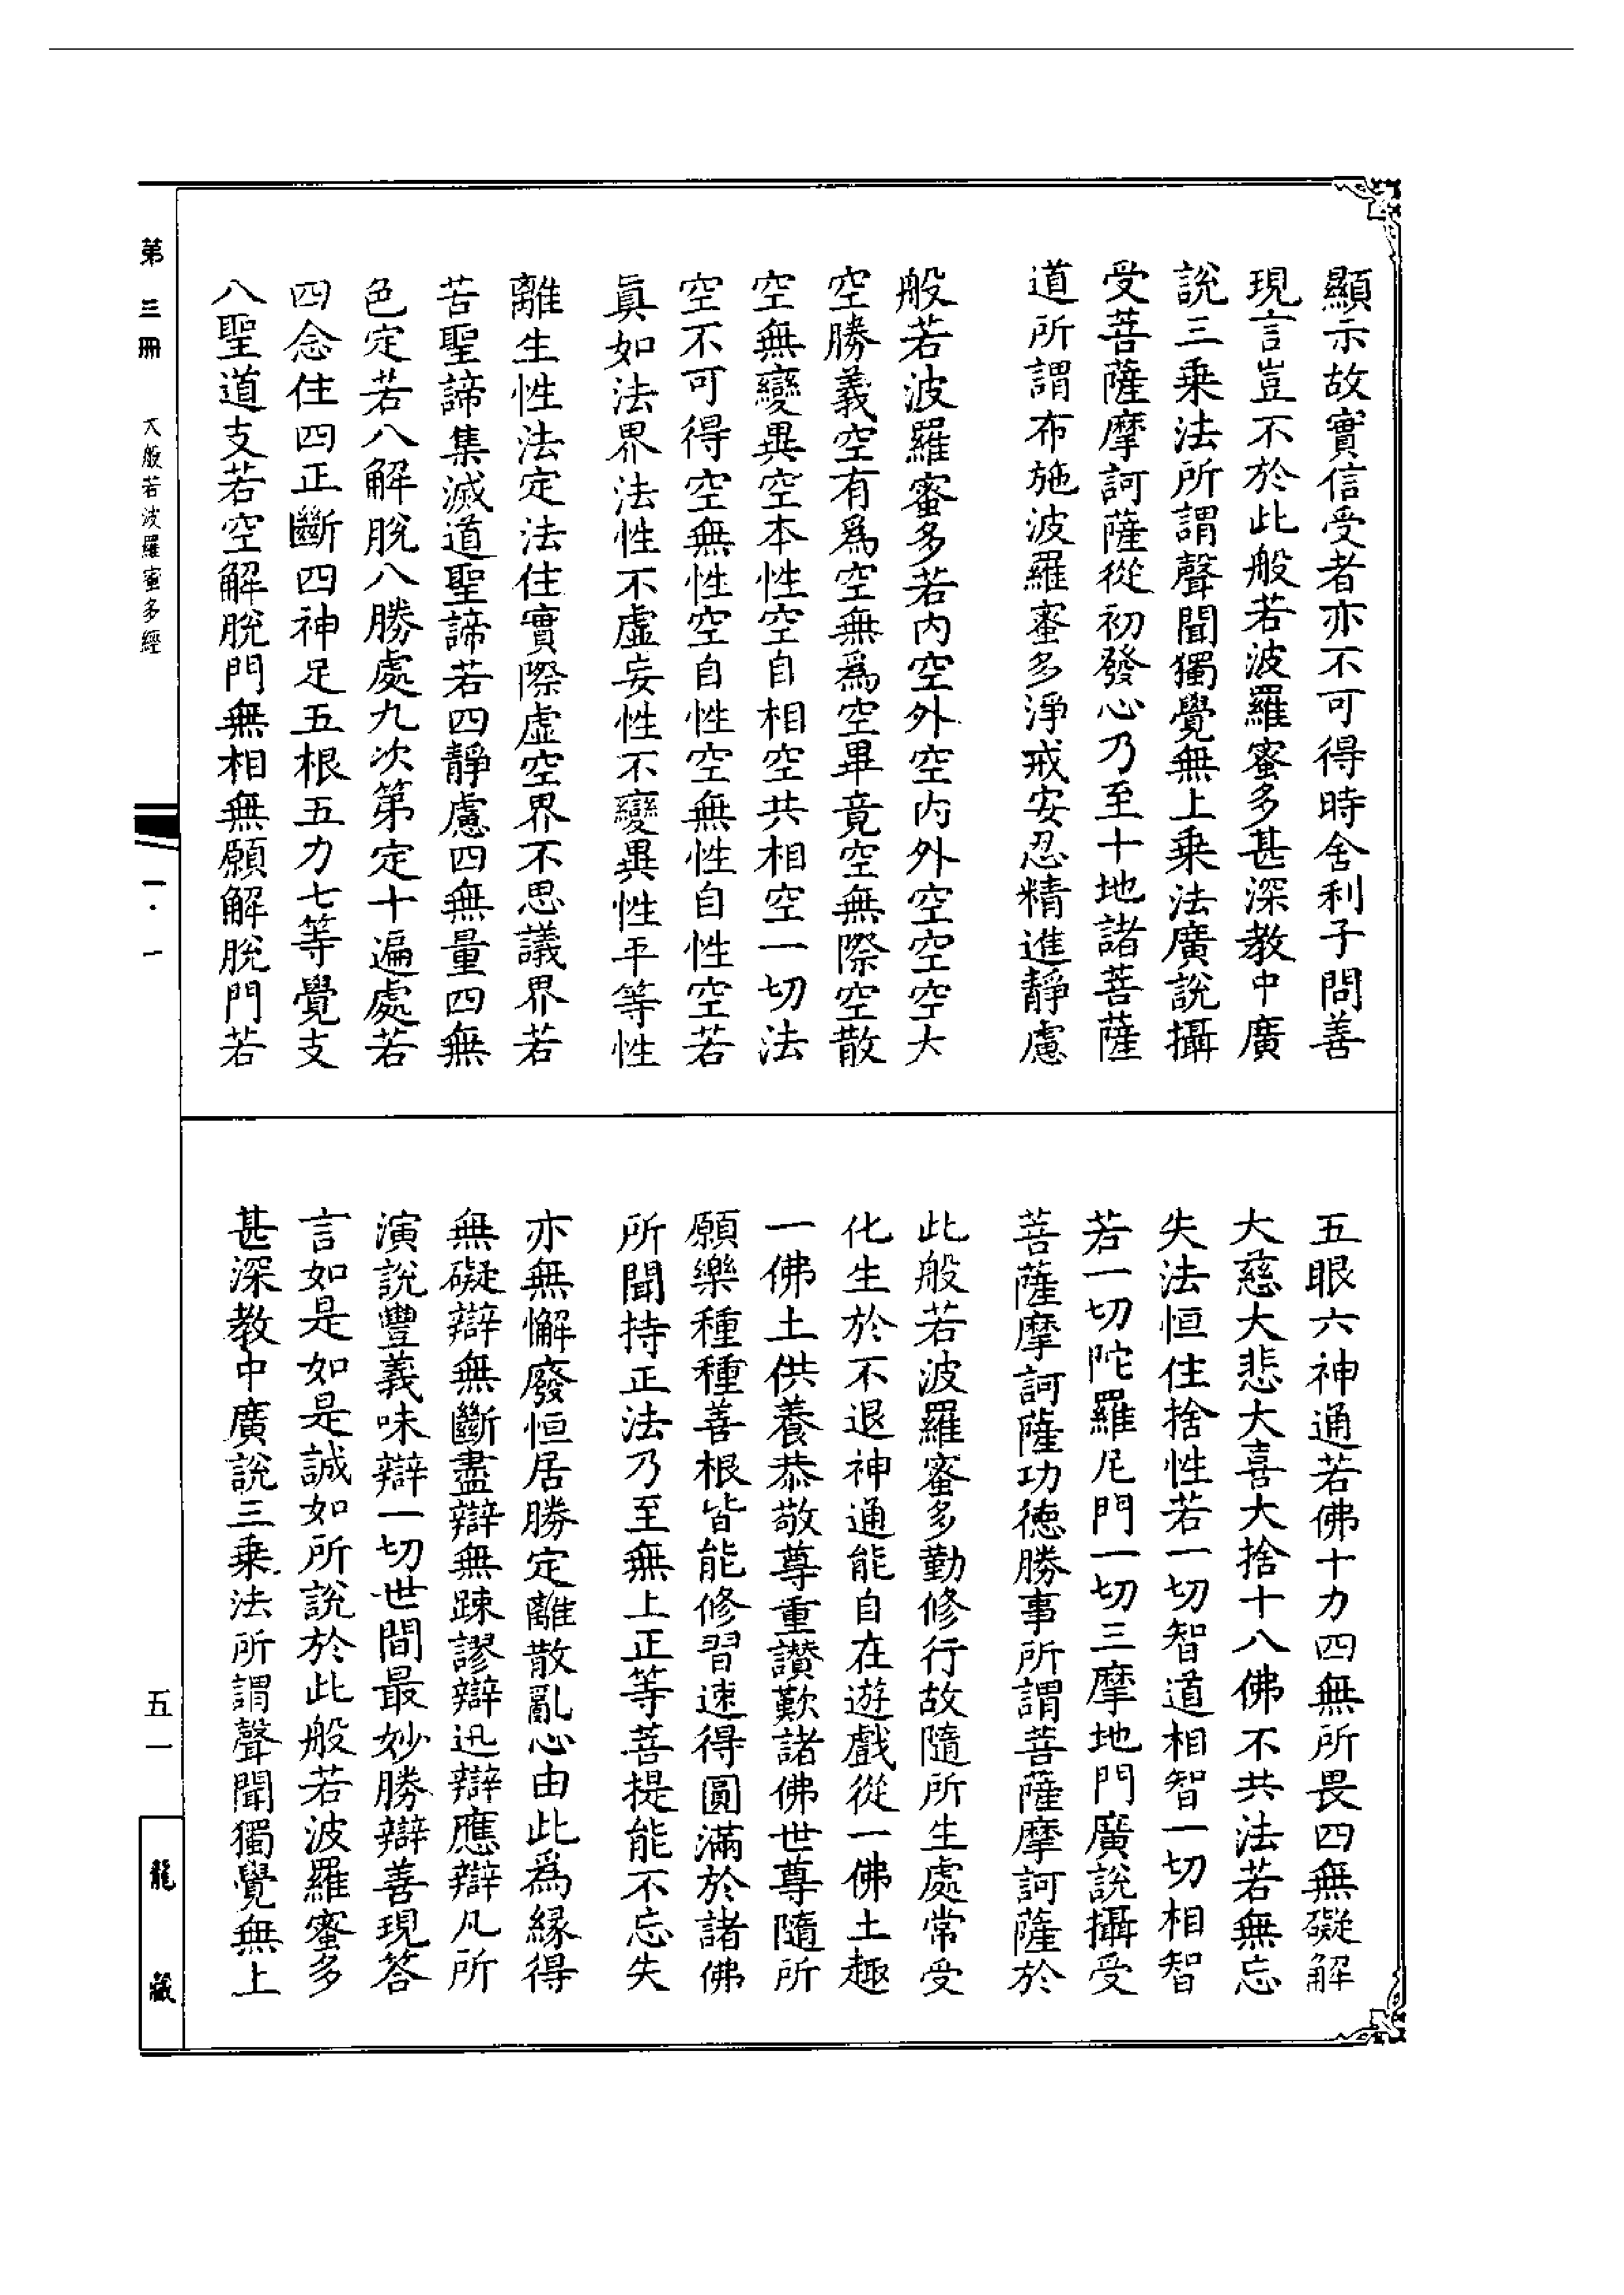 顯示故實信受者亦不可得時舍利子問善
現言豈不於此般若波羅蜜多甚深教中廣
說三乘法所謂聲聞獨覺無上乘法廣說攝
受菩薩摩訶薩從初發心乃至十地諸菩薩
道所謂布施波羅蜜多淨戒安忍精進靜慮
般若波羅蜜多若內空外空內外空空空大
空勝義空有爲空無爲空畢竟空無際空散
空無變異空本性空自相空共相空一切法
空不可得空無性空自性空無性自性空若
眞如法界法性不虛妄性不變異性平等性
離生性法定法住實際虛空界不思議界若
苦聖諦集滅道聖諦若四靜慮四無量四無
色定若八解脫八勝處九次第定十遍處若
四念住四正斷四神足五根五力七等覺支
八聖道支若空解脫門無相無願解脫門若
五眼六神通若佛十力四無所畏四無礙解
大慈大悲大喜大捨十八佛不共法若無忘
失法恒住捨性若一切智道相智一切相智
若一切陀羅尼門一切三摩地門廣說攝受
菩薩摩訶薩功德勝事所謂菩薩摩訶薩於
此般若波羅蜜多勤修行故隨所生處常受
化生於不退神通能自在遊戲從一佛土趣
一佛土供養恭敬尊重讚歎諸佛世尊隨所
願樂種種善根皆能修習速得圓滿於諸佛
所聞持正法乃至無上正等菩提能不忘失
亦無懈廢恒居勝定離散亂心由此爲緣得
無礙辯無斷盡辯無踈謬辯迅辯應辯凡所
演說豐義味辯一切世間最妙勝辯善現答
言如是如是誠如所說於此般若波羅蜜多
甚深教中廣說三乘法所謂聲聞獨覺無上
第三冊 大般若波羅蜜多經 一·一 五一 龍藏